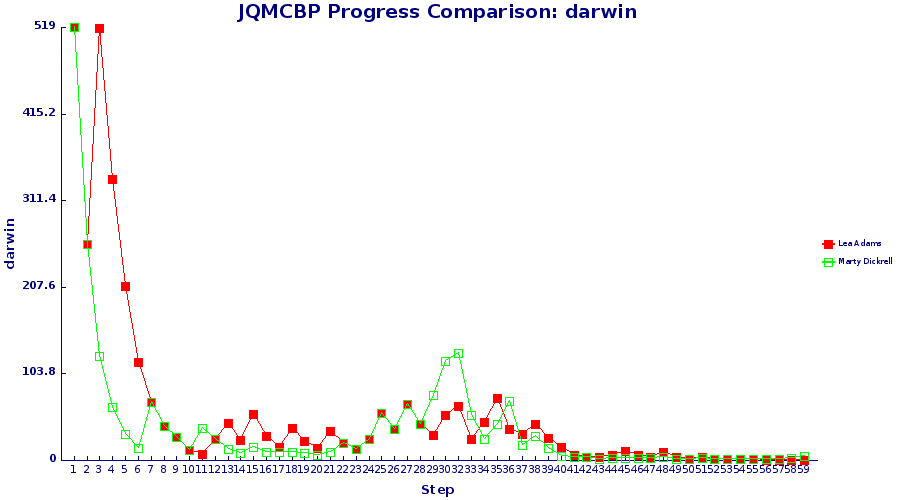 JQMCBP Progress Comparison: darwin
519
415.2
311.4
207.6
103.8
0
darwin
1 2 3 4 5 6 7 8 9 10 11 12 13 14 15 16 17 18 19 20 21 22 23 24 25 26 27 28 29 30 31 32 33 34 35 36 37 38 39 40 41 42 43 44 45 46 47 48 49 50 51 52 53 54 55 56 57 58 59
Step
Lea Adams
Marty Dickrell